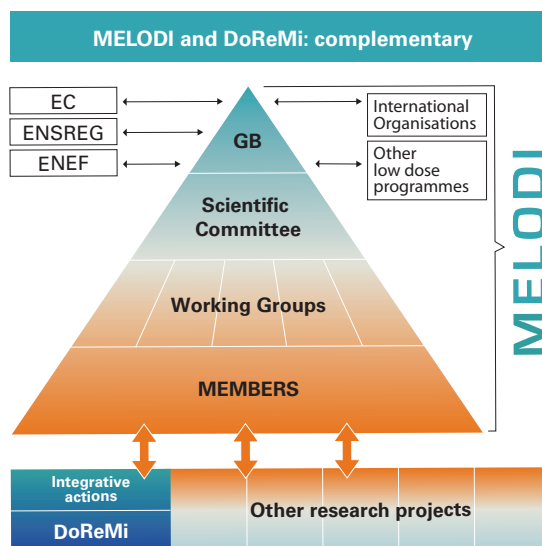 MELODI and DoReMi: complementary
EC
ENSREG
ENEF
GB
International
Organisations
Other
low dose
programmes
Scientific
Committee
Working Groups
MEMBERS
MELODI
Integrative
actions
DoReMi
Other research projects